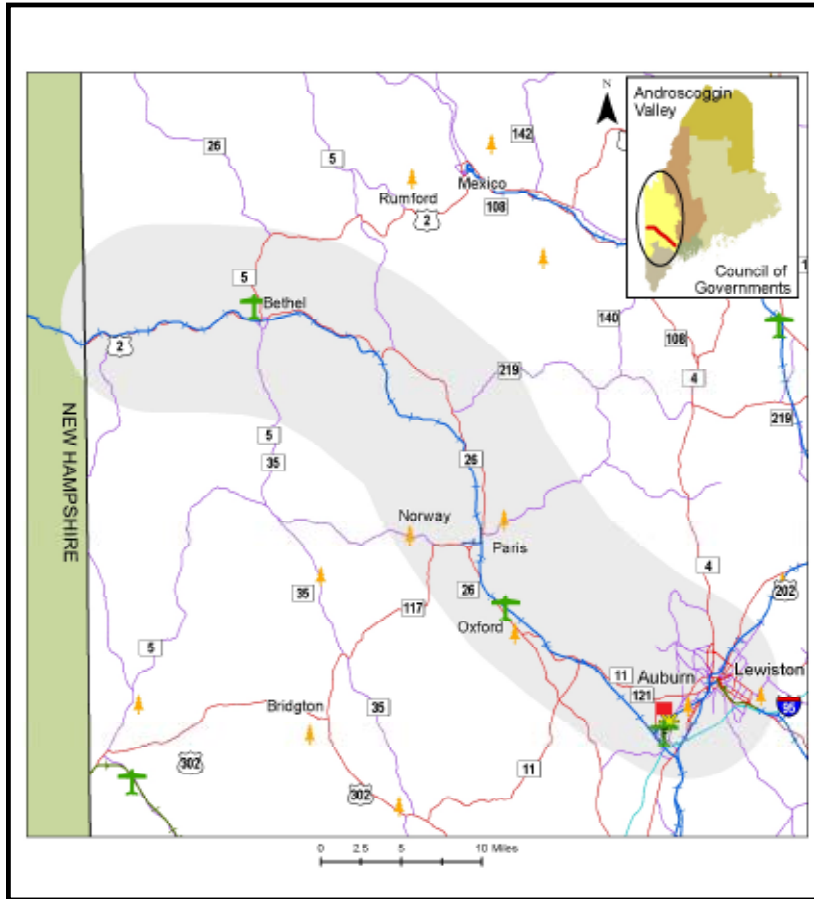 N
Androscoggin
Valley
Council of
Governments
142
26
5
Rumford
Mexico
2
108
5
Bethel
140
108
2
219
4
219
5
35
26
NEW HAMPSHIRE
Norway
Paris
4
202
35
117
26
Oxford
5
11
Auburn
Lewiston
121
95
Bridgton
35
302
11
302
0
2.5
5
10 Miles